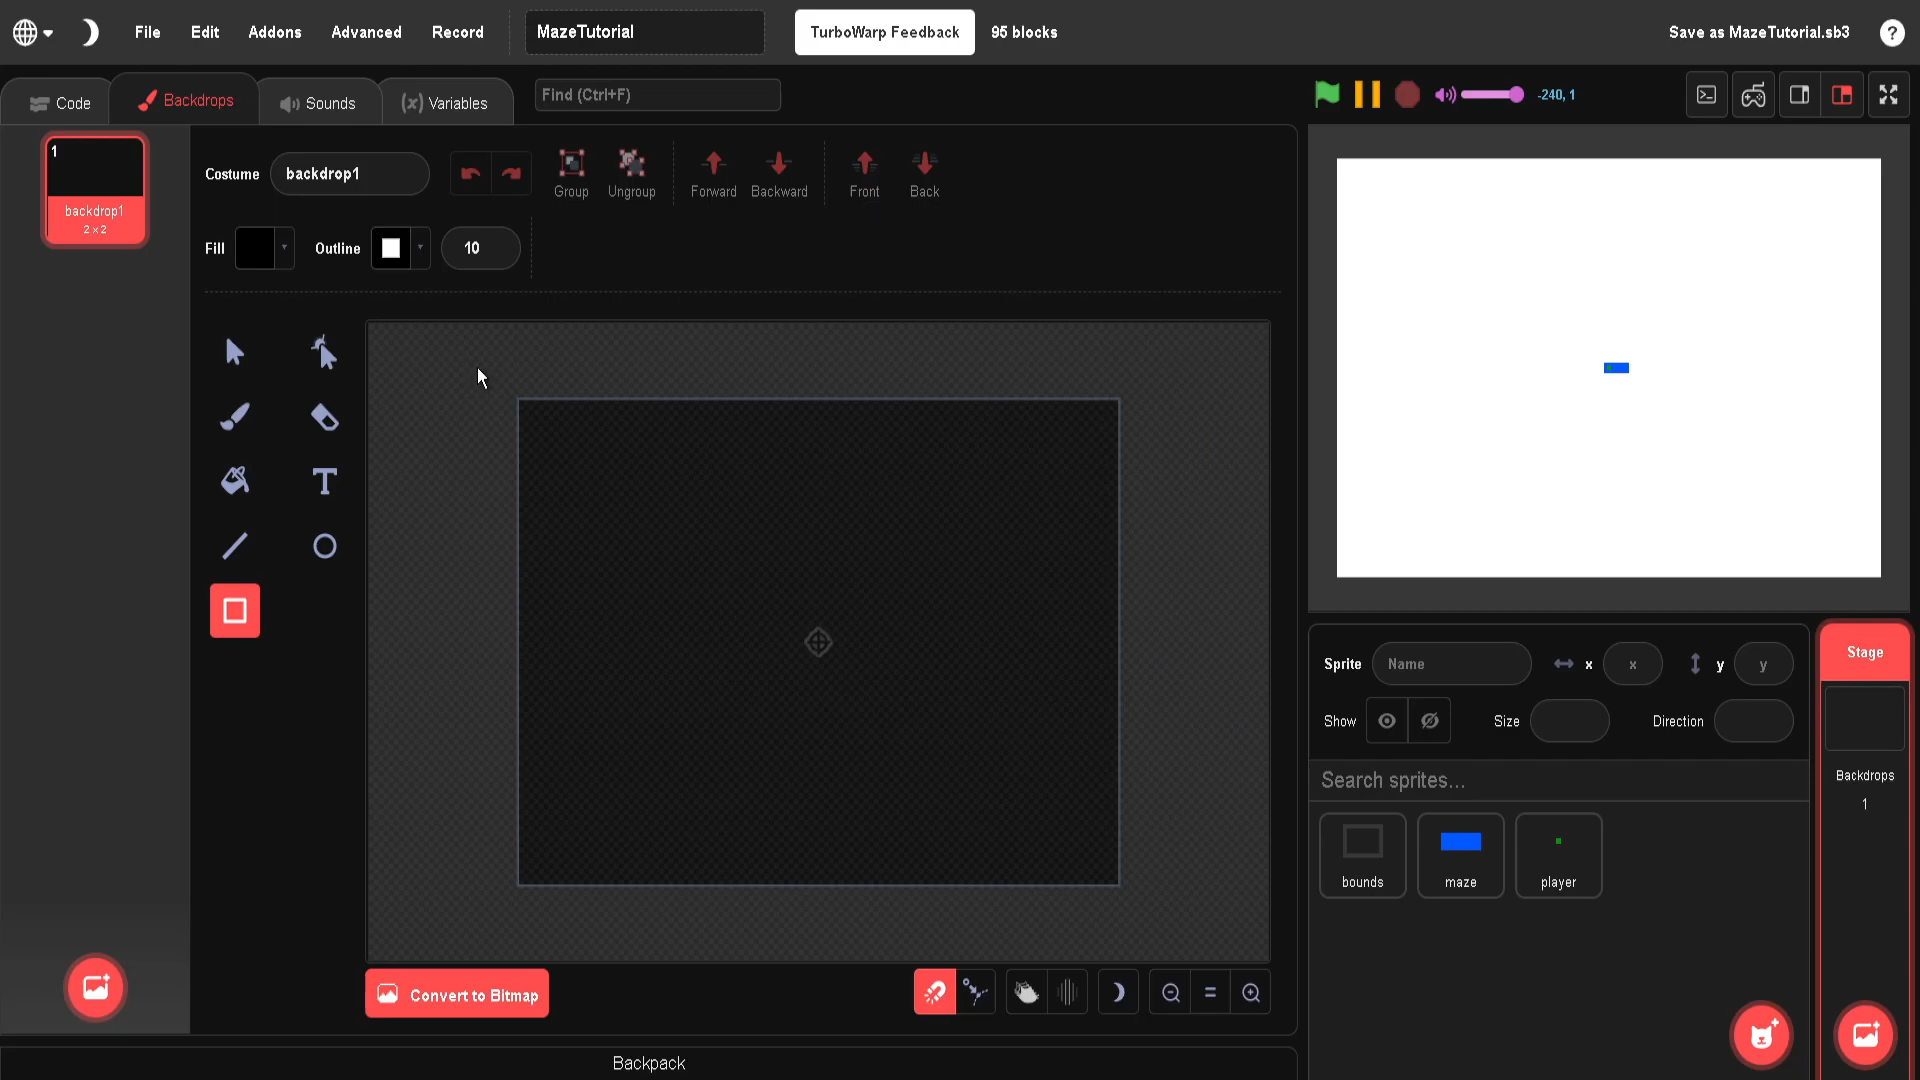 File Edit Addons Advanced Record MazeTutorial TurboWarp Feedback 95 blocks Save as MazeTutorial.sb3 ?
Code Backdrops Sounds (x) Variables Find (Ctrl+F) -240, 1
1
backdrop1
2 × 2
Costume backdrop1
Group Ungroup Forward Backward Front Back
Fill Outline 10
T
Convert to Bitmap
Backpack
Sprite Name x x y y
Show Size Direction
Search sprites...
bounds maze player
Stage
Backdrops
1